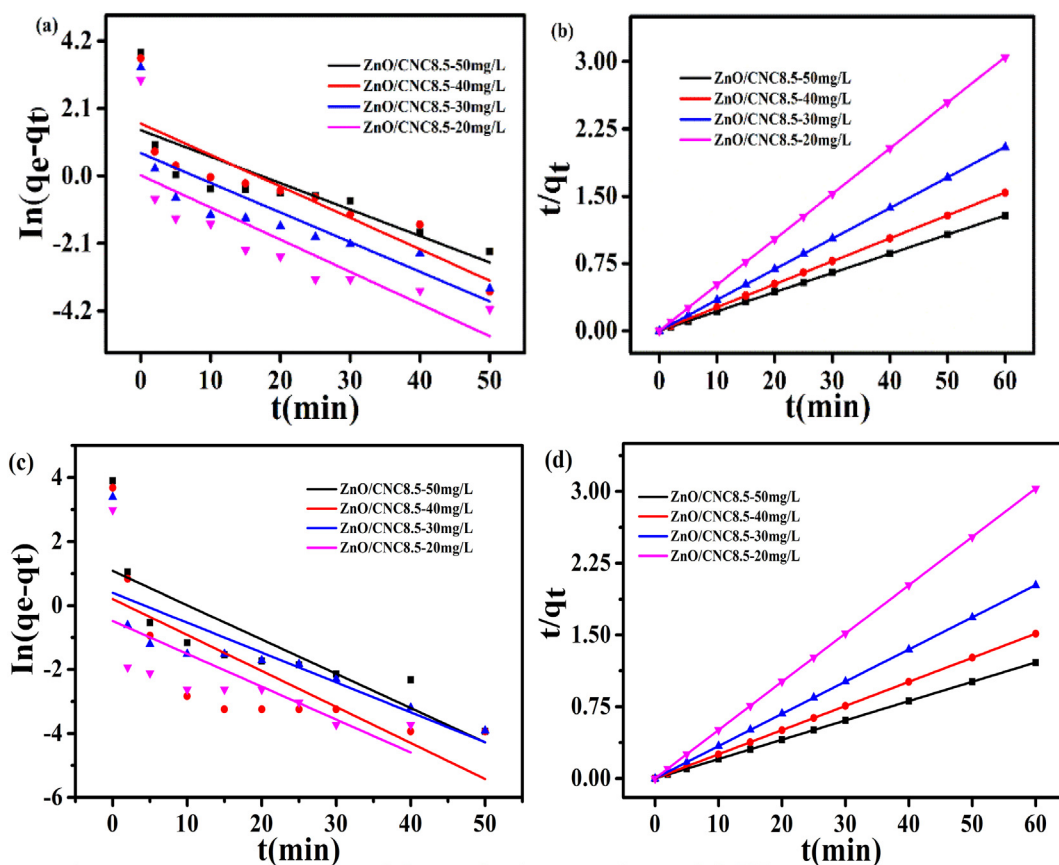 (a)
4.2
2.1
0.0
-2.1
-4.2
In(qe-qt)
ZnO/CNC8.5-50mg/L
ZnO/CNC8.5-40mg/L
ZnO/CNC8.5-30mg/L
ZnO/CNC8.5-20mg/L
0 10 20 30 40 50
t(min)
(b)
3.00
2.25
1.50
0.75
0.00
t/qt
ZnO/CNC8.5-50mg/L
ZnO/CNC8.5-40mg/L
ZnO/CNC8.5-30mg/L
ZnO/CNC8.5-20mg/L
0 10 20 30 40 50 60
t(min)
(c)
4
2
0
-2
-4
-6
In(qe-qt)
ZnO/CNC8.5-50mg/L
ZnO/CNC8.5-40mg/L
ZnO/CNC8.5-30mg/L
ZnO/CNC8.5-20mg/L
0 10 20 30 40 50
t(min)
(d)
3.00
2.25
1.50
0.75
0.00
t/qt
ZnO/CNC8.5-50mg/L
ZnO/CNC8.5-40mg/L
ZnO/CNC8.5-30mg/L
ZnO/CNC8.5-20mg/L
0 10 20 30 40 50 60
t(min)